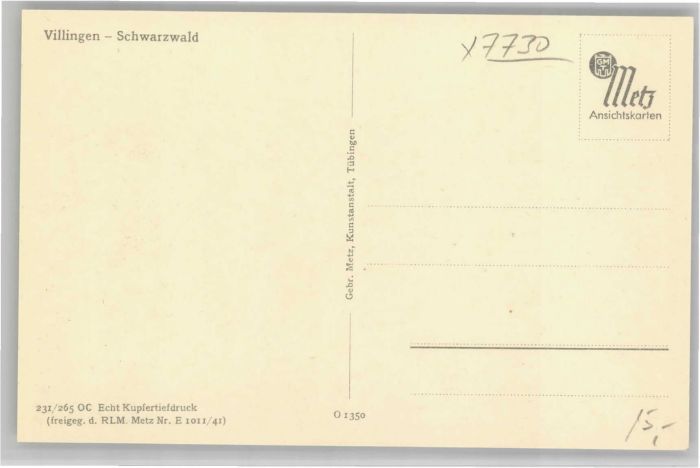 Villingen – Schwarzwald
x7730
GMT
Metz
Ansichtskarten
Gebr. Metz, Kunstanstalt, Tübingen
231/265 OC Echt Kupfertiefdruck
(freigeg. d. RLM. Metz Nr. E 1011/41)
O 1350
15,-